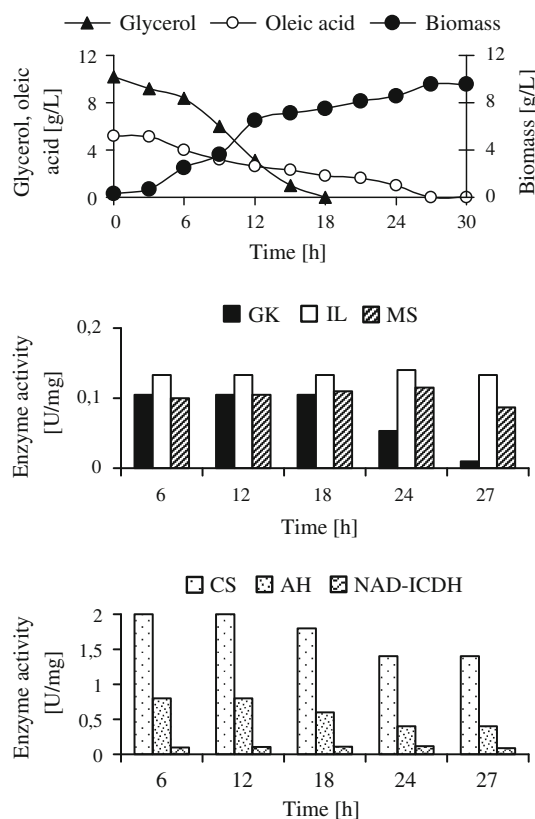 Glycerol Oleic acid Biomass
12 12
8 8
4 4
0 0
Glycerol, oleic
acid [g/L]
Biomass
[g/L]
0 6 12 18 24 30
Time [h]
GK IL MS
0,2
0,1
0
Enzyme activity
[U/mg]
6 12 18 24 27
Time [h]
CS AH NAD-ICDH
2
1,5
1
0,5
0
Enzyme activity
[U/mg]
6 12 18 24 27
Time [h]